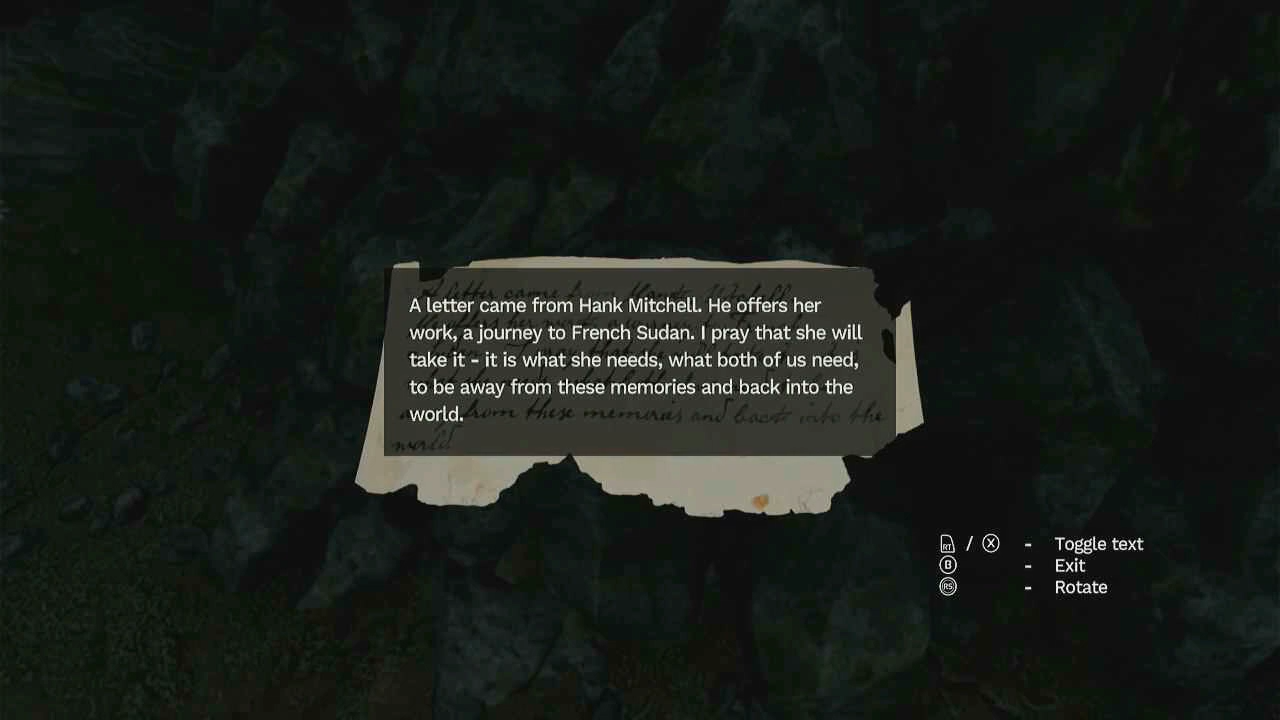 A letter came from Hank Mitchell. He offers her
work, a journey to French Sudan. I pray that she will
take it - it is what she needs, what both of us need,
to be away from these memories and back into the
world.
from these memories and back into the
world
RT / X - Toggle text
B - Exit
RS - Rotate